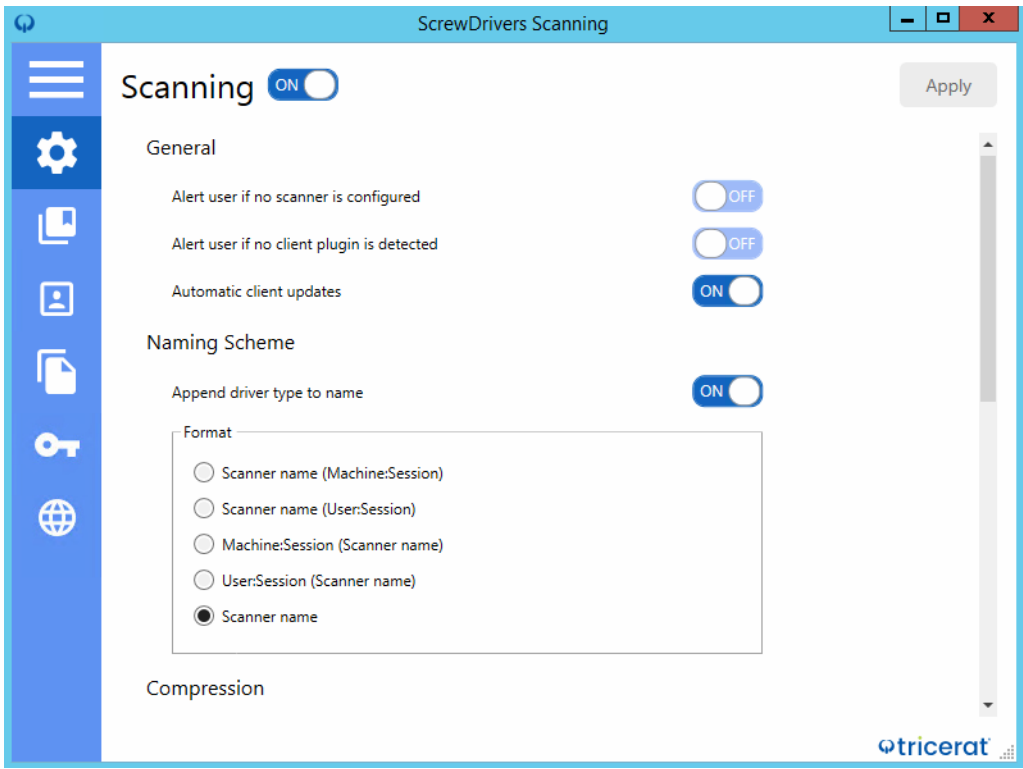 ScrewDrivers Scanning
Scanning ON
Apply
General
Alert user if no scanner is configured OFF
Alert user if no client plugin is detected OFF
Automatic client updates ON
Naming Scheme
Append driver type to name ON
Format
Scanner name (Machine:Session)
Scanner name (User:Session)
Machine:Session (Scanner name)
User:Session (Scanner name)
Scanner name
Compression
tricerat